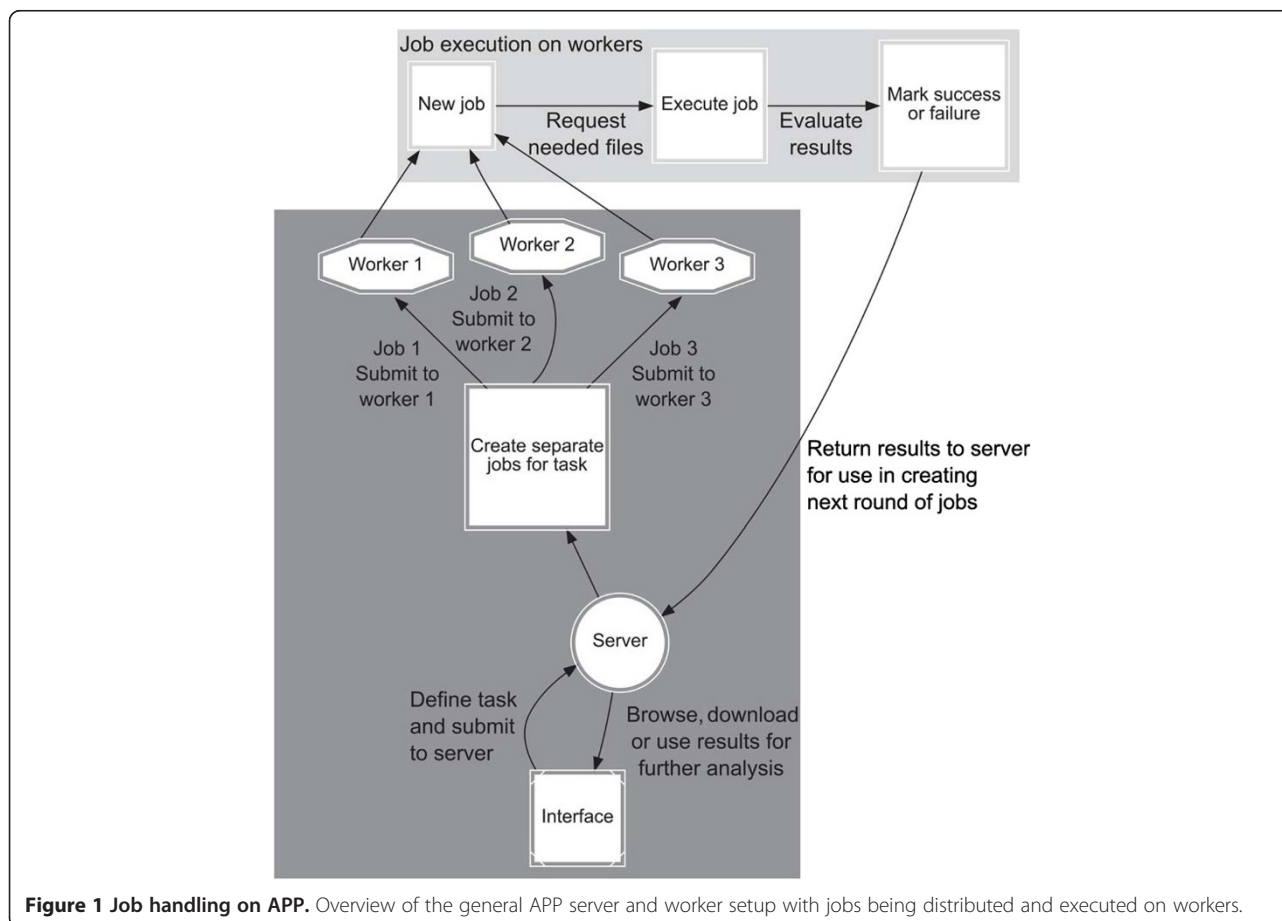 Job execution on workers
New job
Request
needed files
Execute job
Evaluate
results
Mark success
or failure
Worker 1
Worker 2
Worker 3
Job 1
Submit to
worker 1
Job 2
Submit to
worker 2
Job 3
Submit to
worker 3
Create separate
jobs for task
Return results to server
for use in creating
next round of jobs
Server
Define task
and submit
to server
Browse, download
or use results for
further analysis
Interface
Figure 1 Job handling on APP. Overview of the general APP server and worker setup with jobs being distributed and executed on workers.